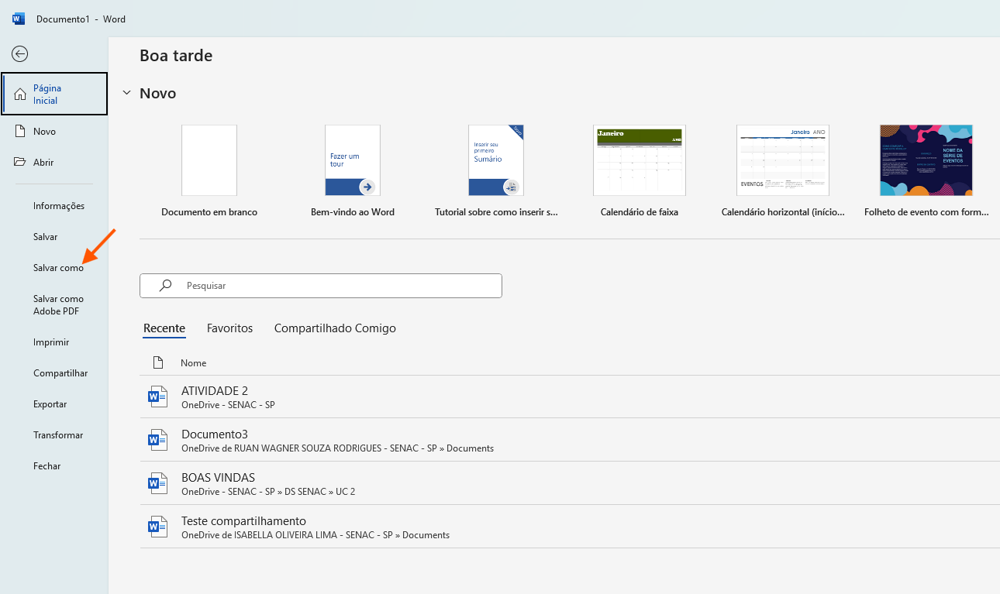 Documento1 - Word
Página
Inicial
Novo
Abrir
Informações
Salvar
Salvar como
Salvar como
Adobe PDF
Imprimir
Compartilhar
Exportar
Transformar
Fechar
Boa tarde
Novo
Fazer um
tour
Novo
Inserir seu
primeiro
Sumário
Janeiro
ANO
Janeiro ANO
EVENTOS
NOME DA
SÉRIE DE
EVENTOS
Documento em branco
Bem-vindo ao Word
Tutorial sobre como inserir s...
Calendário de faixa
Calendário horizontal (início...
Folheto de evento com form...
Pesquisar
Recente Favoritos Compartilhado Comigo
Nome
ATIVIDADE 2
OneDrive - SENAC - SP
Documento3
OneDrive de RUAN WAGNER SOUZA RODRIGUES - SENAC - SP » Documents
BOAS VINDAS
OneDrive - SENAC - SP » DS SENAC » UC 2
Teste compartilhamento
OneDrive de ISABELLA OLIVEIRA LIMA - SENAC - SP » Documents